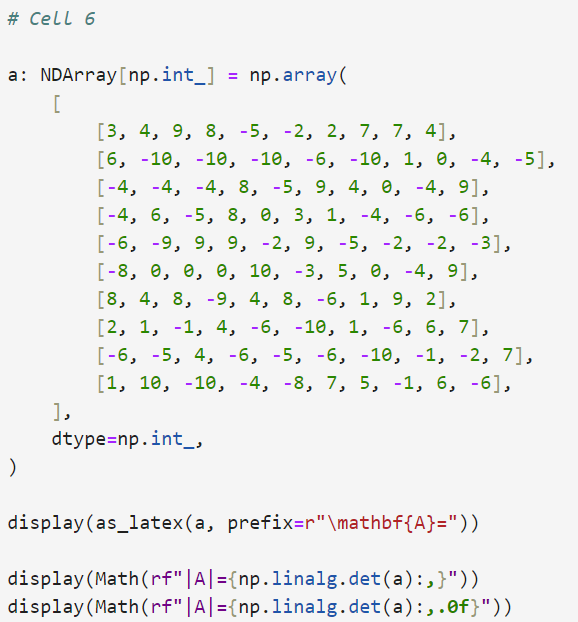 # Cell 6
a: NDArray[np.int_] = np.array(
[
[3, 4, 9, 8, -5, -2, 2, 7, 7, 4],
[6, -10, -10, -10, -6, -10, 1, 0, -4, -5],
[-4, -4, -4, 8, -5, 9, 4, 0, -4, 9],
[-4, 6, -5, 8, 0, 3, 1, -4, -6, -6],
[-6, -9, 9, 9, -2, 9, -5, -2, -2, -3],
[-8, 0, 0, 0, 10, -3, 5, 0, -4, 9],
[8, 4, 8, -9, 4, 8, -6, 1, 9, 2],
[2, 1, -1, 4, -6, -10, 1, -6, 6, 7],
[-6, -5, 4, -6, -5, -6, -10, -1, -2, 7],
[1, 10, -10, -4, -8, 7, 5, -1, 6, -6],
],
dtype=np.int_,
)
display(as_latex(a, prefix=r"\mathbf{A}="))
display(Math(rf"|A|={np.linalg.det(a):,}"))
display(Math(rf"|A|={np.linalg.det(a):,.0f}"))